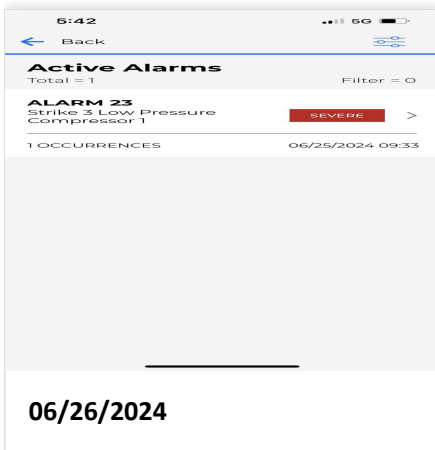 5:42
5G
Back
Active Alarms
Total = 1
Filter = 0
ALARM 23
Strike 3 Low Pressure
Compressor 1
SEVERE
>
1 OCCURRENCES
06/25/2024 09:33
06/26/2024